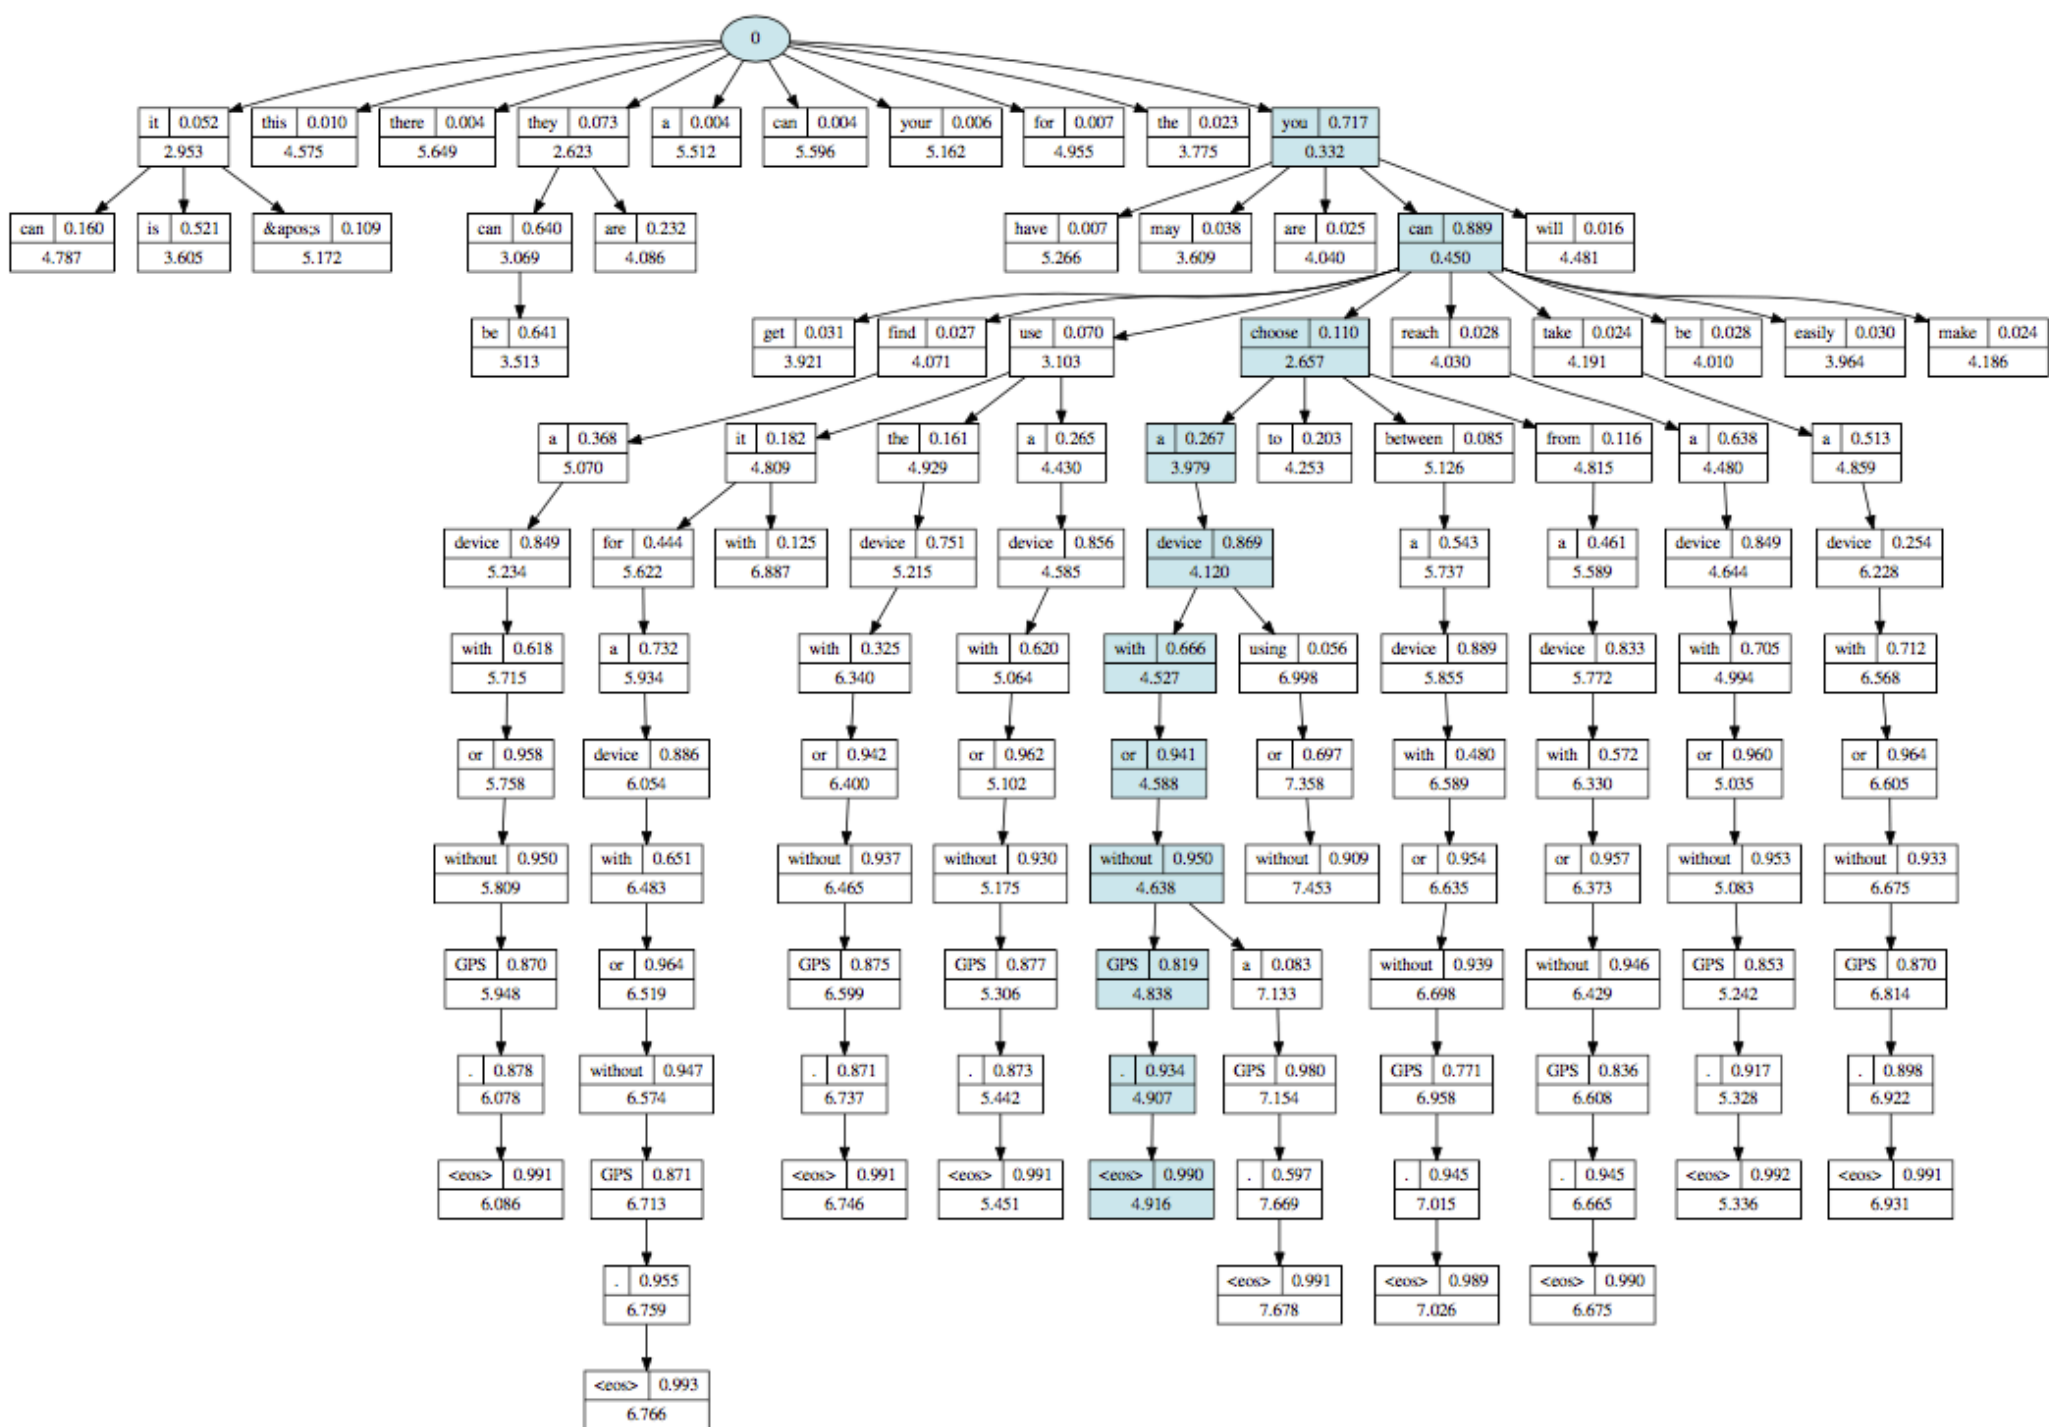 0
it 0.052 this 0.010 there 0.004 they 0.073 a 0.004 can 0.004 your 0.006 for 0.007 the 0.023 you 0.717
2.953 4.575 5.649 2.623 5.512 5.596 5.162 4.955 3.775 0.332
can 0.160 is 0.521 &apos;s 0.109 can 0.640 are 0.232 have 0.007 may 0.038 are 0.025 can 0.889 will 0.016
4.787 3.605 5.172 3.069 4.086 5.266 3.609 4.040 0.450 4.481
be 0.641 get 0.031 find 0.027 use 0.070 choose 0.110 reach 0.028 take 0.024 be 0.028 easily 0.030 make 0.024
3.513 3.921 4.071 3.103 2.657 4.030 4.191 4.010 3.964 4.186
a 0.368 it 0.182 the 0.161 a 0.265 a 0.267 to 0.203 between 0.085 from 0.116 a 0.638 a 0.513
5.070 4.809 4.929 4.430 3.979 4.253 5.126 4.815 4.480 4.859
device 0.849 for 0.444 with 0.125 device 0.751 device 0.856 device 0.869 a 0.543 a 0.461 device 0.849 device 0.254
5.234 5.622 6.887 5.215 4.585 4.120 5.737 5.589 4.644 6.228
with 0.618 a 0.732 with 0.325 with 0.620 with 0.666 using 0.056 device 0.889 device 0.833 with 0.705 with 0.712
5.715 5.934 6.340 5.064 4.527 6.998 5.855 5.772 4.994 6.568
or 0.958 device 0.886 or 0.942 or 0.962 or 0.941 or 0.697 with 0.480 with 0.572 or 0.960 or 0.964
5.758 6.054 6.400 5.102 4.588 7.358 6.589 6.330 5.035 6.605
without 0.950 with 0.651 without 0.937 without 0.930 without 0.950 without 0.909 or 0.954 or 0.957 without 0.953 without 0.933
5.809 6.483 6.465 5.175 4.638 7.453 6.635 6.373 5.083 6.675
GPS 0.870 or 0.964 GPS 0.875 GPS 0.877 GPS 0.819 a 0.083 without 0.939 without 0.946 GPS 0.853 GPS 0.870
5.948 6.519 6.599 5.306 4.838 7.133 6.698 6.429 5.242 6.814
. 0.878 without 0.947 . 0.871 . 0.873 . 0.934 GPS 0.980 GPS 0.771 GPS 0.836 . 0.917 . 0.898
6.078 6.574 6.737 5.442 4.907 7.154 6.958 6.608 5.328 6.922
<eos> 0.991 GPS 0.871 <eos> 0.991 <eos> 0.991 <eos> 0.990 . 0.597 . 0.945 . 0.945 <eos> 0.992 <eos> 0.991
6.086 6.713 6.746 5.451 4.916 7.669 7.015 6.665 5.336 6.931
. 0.955 <eos> 0.991 <eos> 0.989 <eos> 0.990
6.759 7.678 7.026 6.675
<eos> 0.993
6.766